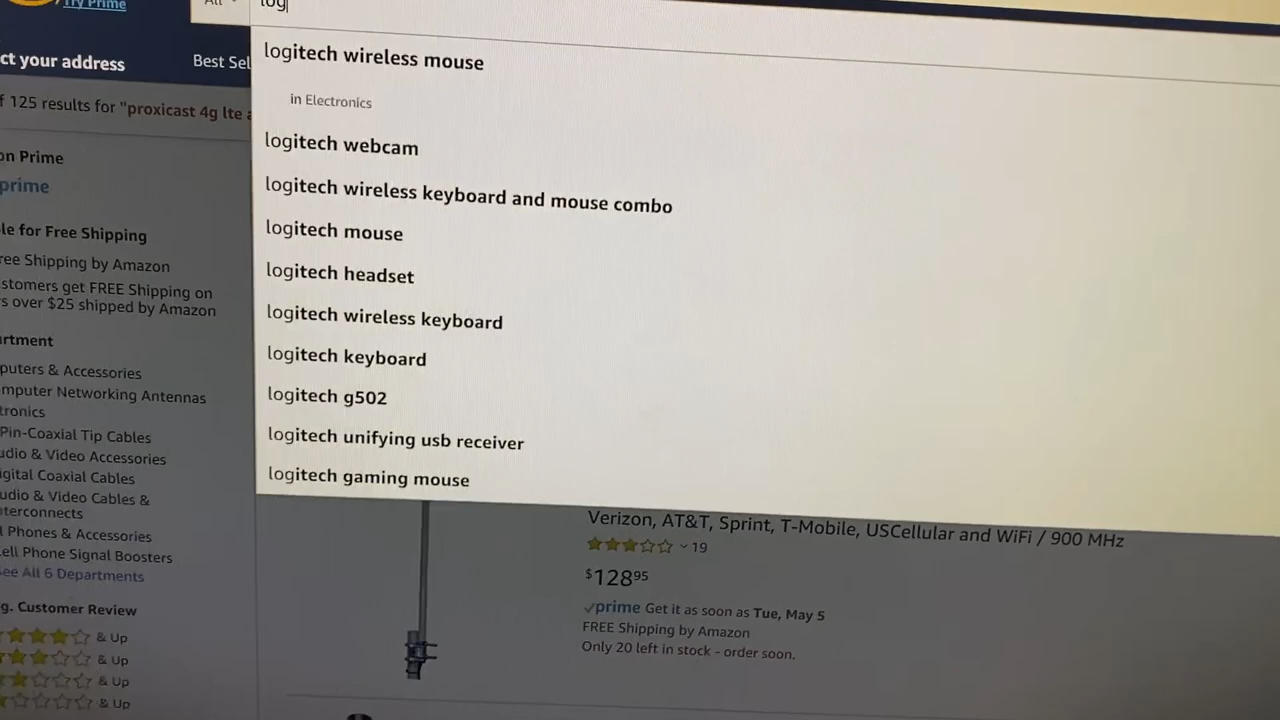 Try Prime
All
log
ct your address
Best Sel
f 125 results for "proxicast 4g lte a
logitech wireless mouse
in Electronics
logitech webcam
logitech wireless keyboard and mouse combo
logitech mouse
logitech headset
logitech wireless keyboard
logitech keyboard
logitech g502
logitech unifying usb receiver
logitech gaming mouse
on Prime
prime
le for Free Shipping
ree Shipping by Amazon
stomers get FREE Shipping on
s over $25 shipped by Amazon
artment
puters & Accessories
mputer Networking Antennas
tronics
Pin-Coaxial Tip Cables
udio & Video Accessories
igital Coaxial Cables
udio & Video Cables &
nterconnects
l Phones & Accessories
ell Phone Signal Boosters
ee All 6 Departments
g. Customer Review
& Up
& Up
& Up
& Up
Verizon, AT&T, Sprint, T-Mobile, USCellular and WiFi / 900 MHz
19
$12895
prime Get it as soon as Tue, May 5
FREE Shipping by Amazon
Only 20 left in stock - order soon.